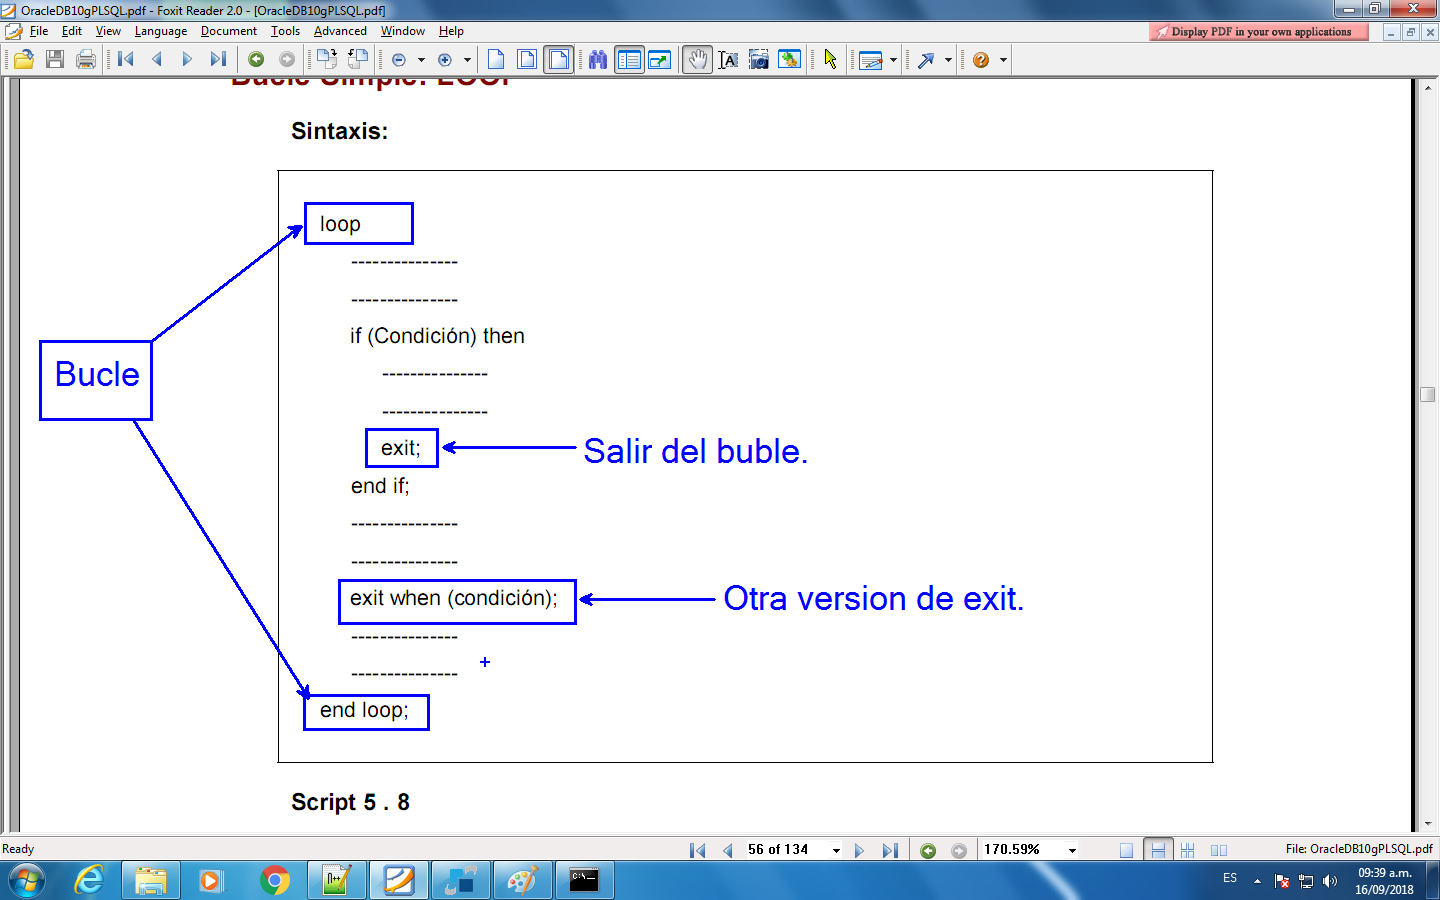 OracleDB10gPLSQL.pdf - Foxit Reader 2.0 - [OracleDB10gPLSQL.pdf]
File Edit View Language Document Tools Advanced Window Help
Display PDF in your own applications
Bucle Simple: LOOP
Sintaxis:
loop
---------------
---------------
if (Condición) then
---------------
---------------
Bucle
exit;
Salir del buble.
end if;
---------------
---------------
exit when (condición);
Otra version de exit.
---------------
---------------
end loop;
Script 5 . 8
Ready
56 of 134
170.59%
File: OracleDB10gPLSQL.pdf
ES
09:39 a.m.
16/09/2018